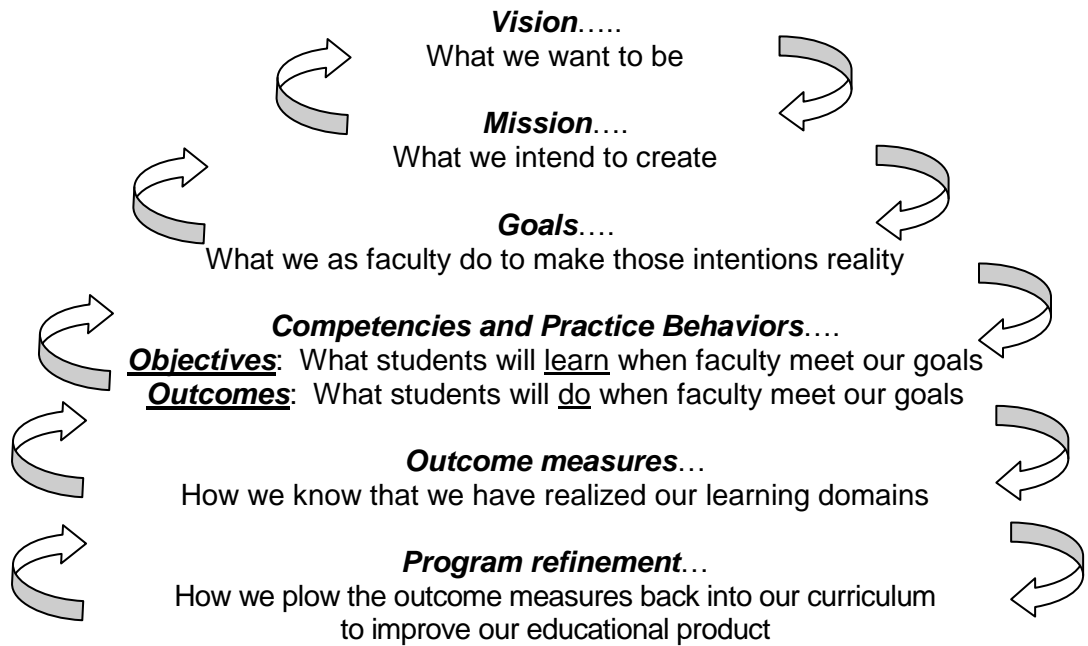 Vision…..
What we want to be
Mission….
What we intend to create
Goals….
What we as faculty do to make those intentions reality
Competencies and Practice Behaviors….
Objectives:  What students will learn when faculty meet our goals
Outcomes:  What students will do when faculty meet our goals
Outcome measures…
How we know that we have realized our learning domains
Program refinement…
How we plow the outcome measures back into our curriculum
to improve our educational product